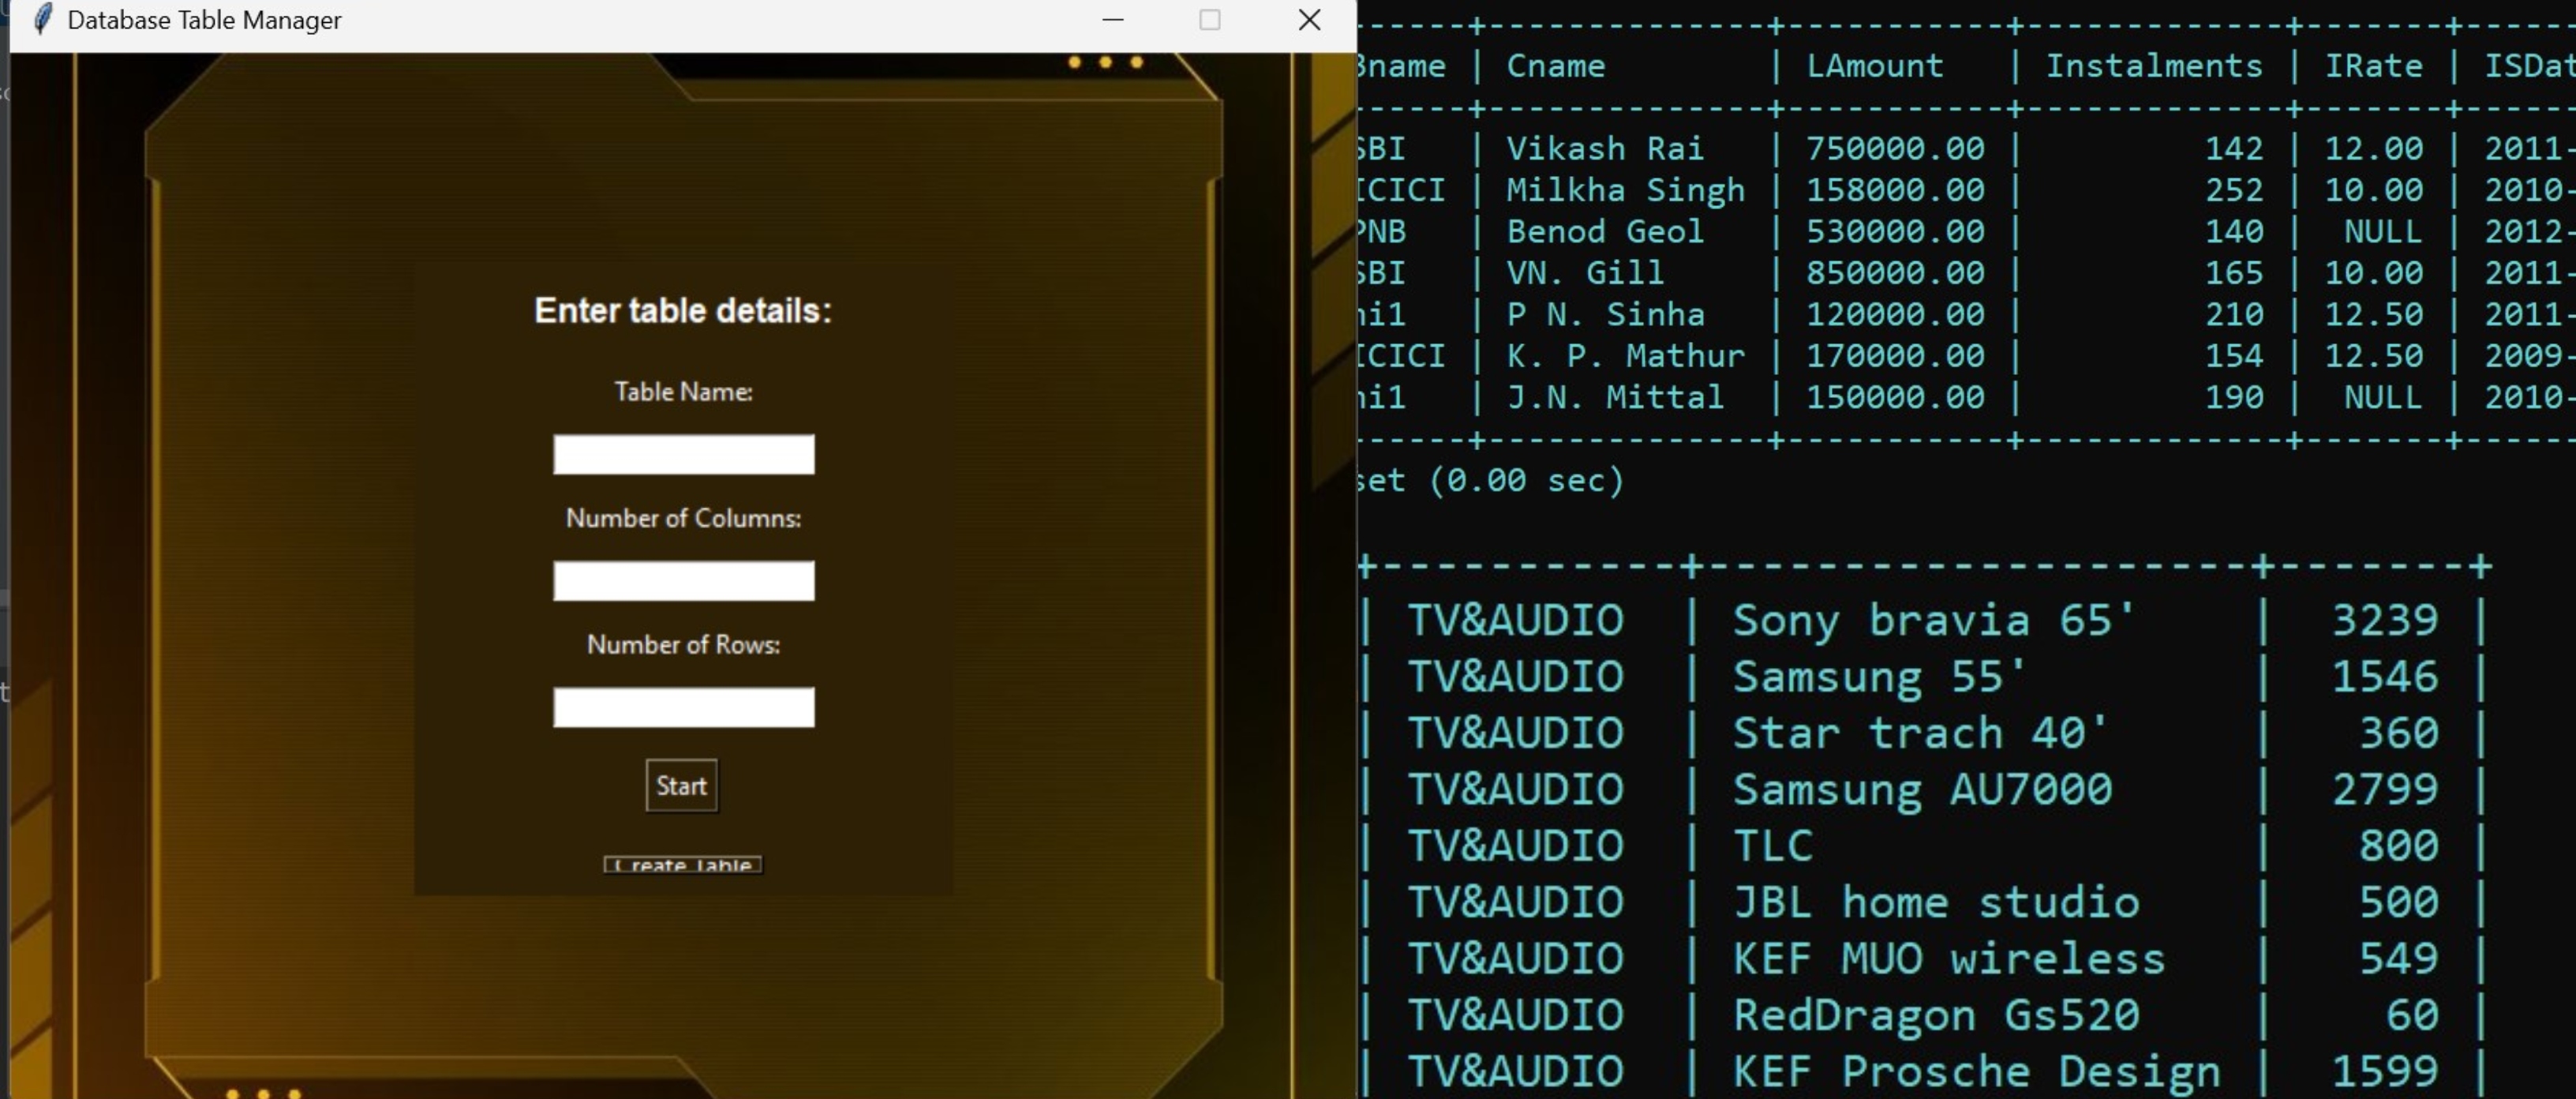 Database Table Manager
Enter table details:
Table Name:
Number of Columns:
Number of Rows:
Start
Create Table
Bname | Cname | LAmount | Instalments | IRate | ISDat
SBI | Vikash Rai | 750000.00 | 142 | 12.00 | 2011-
ICICI | Milkha Singh | 158000.00 | 252 | 10.00 | 2010-
PNB | Benod Geol | 530000.00 | 140 | NULL | 2012-
SBI | VN. Gill | 850000.00 | 165 | 10.00 | 2011-
ni1 | P N. Sinha | 120000.00 | 210 | 12.50 | 2011-
ICICI | K. P. Mathur | 170000.00 | 154 | 12.50 | 2009-
ni1 | J.N. Mittal | 150000.00 | 190 | NULL | 2010-
set (0.00 sec)
| TV&AUDIO | Sony bravia 65' | 3239 |
| TV&AUDIO | Samsung 55' | 1546 |
| TV&AUDIO | Star trach 40' | 360 |
| TV&AUDIO | Samsung AU7000 | 2799 |
| TV&AUDIO | TLC | 800 |
| TV&AUDIO | JBL home studio | 500 |
| TV&AUDIO | KEF MUO wireless | 549 |
| TV&AUDIO | RedDragon Gs520 | 60 |
| TV&AUDIO | KEF Prosche Design | 1599 |